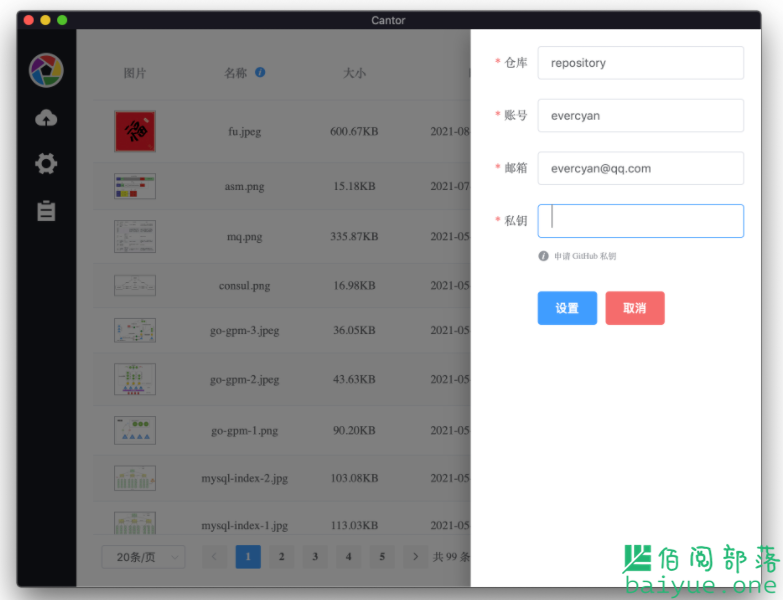 Cantor
图片 名称 大小
fu.jpeg 600.67KB 2021-08
asm.png 15.18KB 2021-07
mq.png 335.87KB 2021-05
consul.png 16.98KB 2021-05
go-gpm-3.jpeg 36.05KB 2021-05
go-gpm-2.jpeg 43.63KB 2021-05
go-gpm-1.png 90.20KB 2021-05
mysql-index-2.jpg 103.08KB 2021-05
mysql-index-1.jpg 113.03KB 2021-05
20条/页 < 1 2 3 4 5 > 共 99 条
* 仓库 repository
* 账号 evercyan
* 邮箱 evercyan@qq.com
* 私钥
申请 GitHub 私钥
设置 取消
福
佰阅部落
baiyue.one